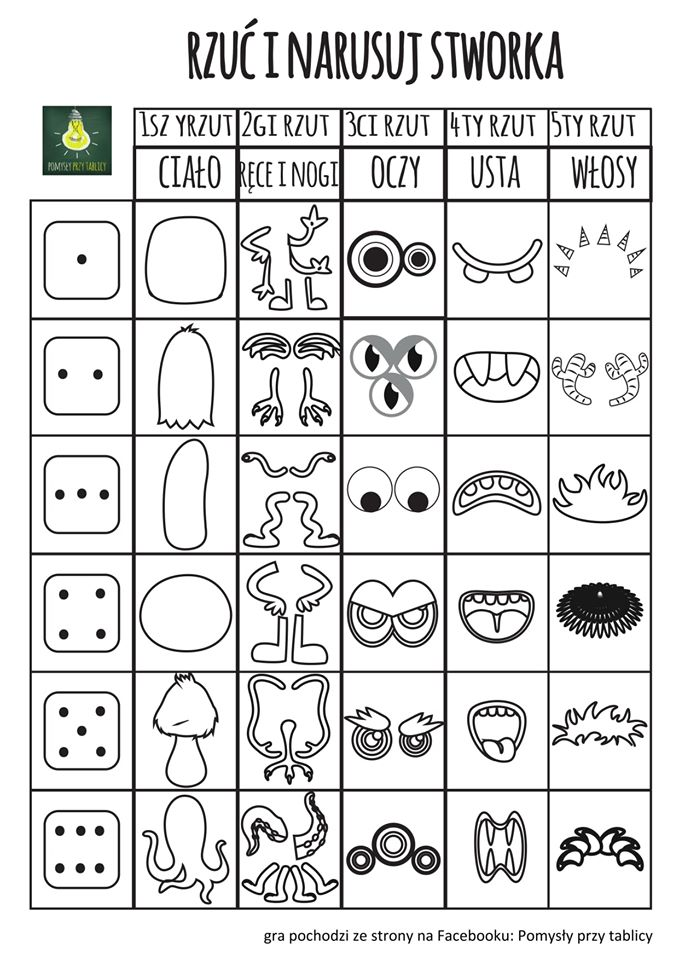 RZUĆ I NARUSUJ STWORKA
POMYSŁY PRZY TABLICY
1SZ YRZUT 2GI RZUT 3CI RZUT 4TY RZUT 5TY RZUT
CIAŁO RĘCE I NOGI OCZY USTA WŁOSY
gra pochodzi ze strony na Facebooku: Pomysły przy tablicy